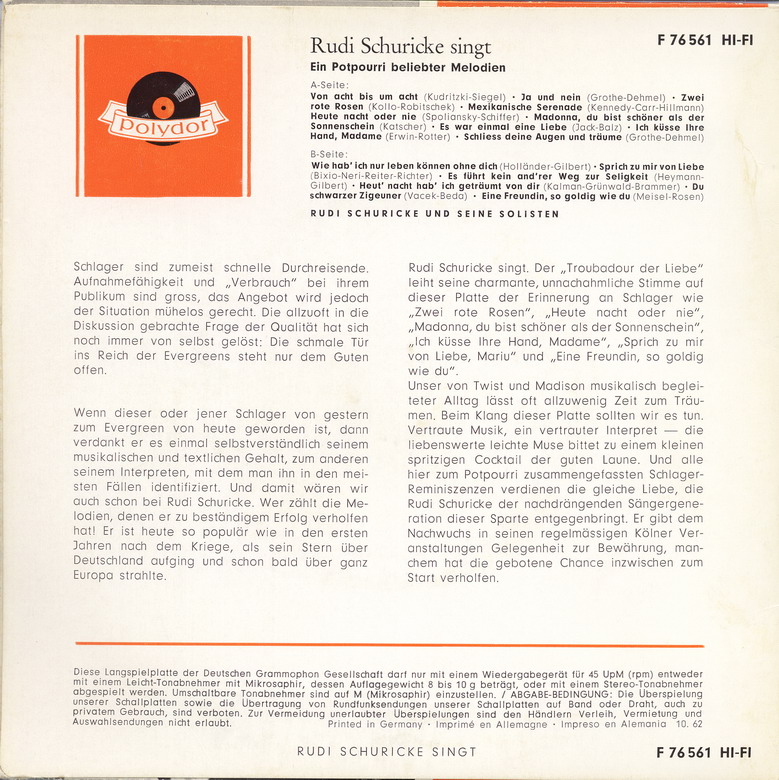 F 76 561 HI-FI
polydor
Rudi Schuricke singt
Ein Potpourri beliebter Melodien
A-Seite:
Von acht bis um acht (Kudritzki-Siegel) • Ja und nein (Grothe-Dehmel) • Zwei
rote Rosen (Kollo-Robitschek) • Mexikanische Serenade (Kennedy-Carr-Hillmann)
Heute nacht oder nie (Spoliansky-Schiffer) • Madonna, du bist schöner als der
Sonnenschein (Katscher) • Es war einmal eine Liebe (Jack-Balz) • Ich küsse Ihre
Hand, Madame (Erwin-Rotter) • Schliess deine Augen und träume (Grothe-Dehmel)
B-Seite:
Wie hab' ich nur leben können ohne dich (Holländer-Gilbert) • Sprich zu mir von Liebe
(Bixio-Neri-Reiter-Richter) • Es führt kein and'rer Weg zur Seligkeit (Heymann-
Gilbert) • Heut' nacht hab' ich geträumt von dir (Kalman-Grünwald-Brammer) • Du
schwarzer Zigeuner (Vacek-Beda) • Eine Freundin, so goldig wie du (Meisel-Rosen)
RUDI SCHURICKE UND SEINE SOLISTEN
Schlager sind zumeist schnelle Durchreisende.
Aufnahmefähigkeit und „Verbrauch" bei ihrem
Publikum sind gross, das Angebot wird jedoch
der Situation mühelos gerecht. Die allzuoft in die
Diskussion gebrachte Frage der Qualität hat sich
noch immer von selbst gelöst: Die schmale Tür
ins Reich der Evergreens steht nur dem Guten
offen.
Wenn dieser oder jener Schlager von gestern
zum Evergreen von heute geworden ist, dann
verdankt er es einmal selbstverständlich seinem
musikalischen und textlichen Gehalt, zum anderen
seinem Interpreten, mit dem man ihn in den mei-
sten Fällen identifiziert. Und damit wären wir
auch schon bei Rudi Schuricke. Wer zählt die Me-
lodien, denen er zu beständigem Erfolg verholfen
hat! Er ist heute so populär wie in den ersten
Jahren nach dem Kriege, als sein Stern über
Deutschland aufging und schon bald über ganz
Europa strahlte.
Rudi Schuricke singt. Der „Troubadour der Liebe"
leiht seine charmante, unnachahmliche Stimme auf
dieser Platte der Erinnerung an Schlager wie
„Zwei rote Rosen", „Heute nacht oder nie",
„Madonna, du bist schöner als der Sonnenschein",
„Ich küsse Ihre Hand, Madame", „Sprich zu mir
von Liebe, Mariu" und „Eine Freundin, so goldig
wie du".
Unser von Twist und Madison musikalisch beglei-
teter Alltag lässt oft allzuwenig Zeit zum Träu-
men. Beim Klang dieser Platte sollten wir es tun.
Vertraute Musik, ein vertrauter Interpret — die
liebenswerte leichte Muse bittet zu einem kleinen
spritzigen Cocktail der guten Laune. Und alle
hier zum Potpourri zusammengefassten Schlager-
Reminiszenzen verdienen die gleiche Liebe, die
Rudi Schuricke der nachdrängenden Sängergene-
ration dieser Sparte entgegenbringt. Er gibt dem
Nachwuchs in seinen regelmässigen Kölner Ver-
anstaltungen Gelegenheit zur Bewährung, man-
chem hat die gebotene Chance inzwischen zum
Start verholfen.
Diese Langspielplatte der Deutschen Grammophon Gesellschaft darf nur mit einem Wiedergabegerät für 45 UpM (rpm) entweder
mit einem Leicht-Tonabnehmer mit Mikrosaphir, dessen Auflagegewicht 8 bis 10 g beträgt, oder mit einem Stereo-Tonabnehmer
abgespielt werden. Umschaltbare Tonabnehmer sind auf M (Mikrosaphir) einzustellen. / ABGABE-BEDINGUNG: Die Überspielung
unserer Schallplatten sowie die Übertragung von Rundfunksendungen unserer Schallplatten auf Band oder Draht, auch zu
privatem Gebrauch, sind verboten. Zur Vermeidung unerlaubter Überspielungen sind den Händlern Verleih, Vermietung und
Auswahlsendungen nicht erlaubt. Printed in Germany • Imprimé en Allemagne • Impreso en Alemania 10. 62
RUDI SCHURICKE SINGT
F 76 561 HI-FI